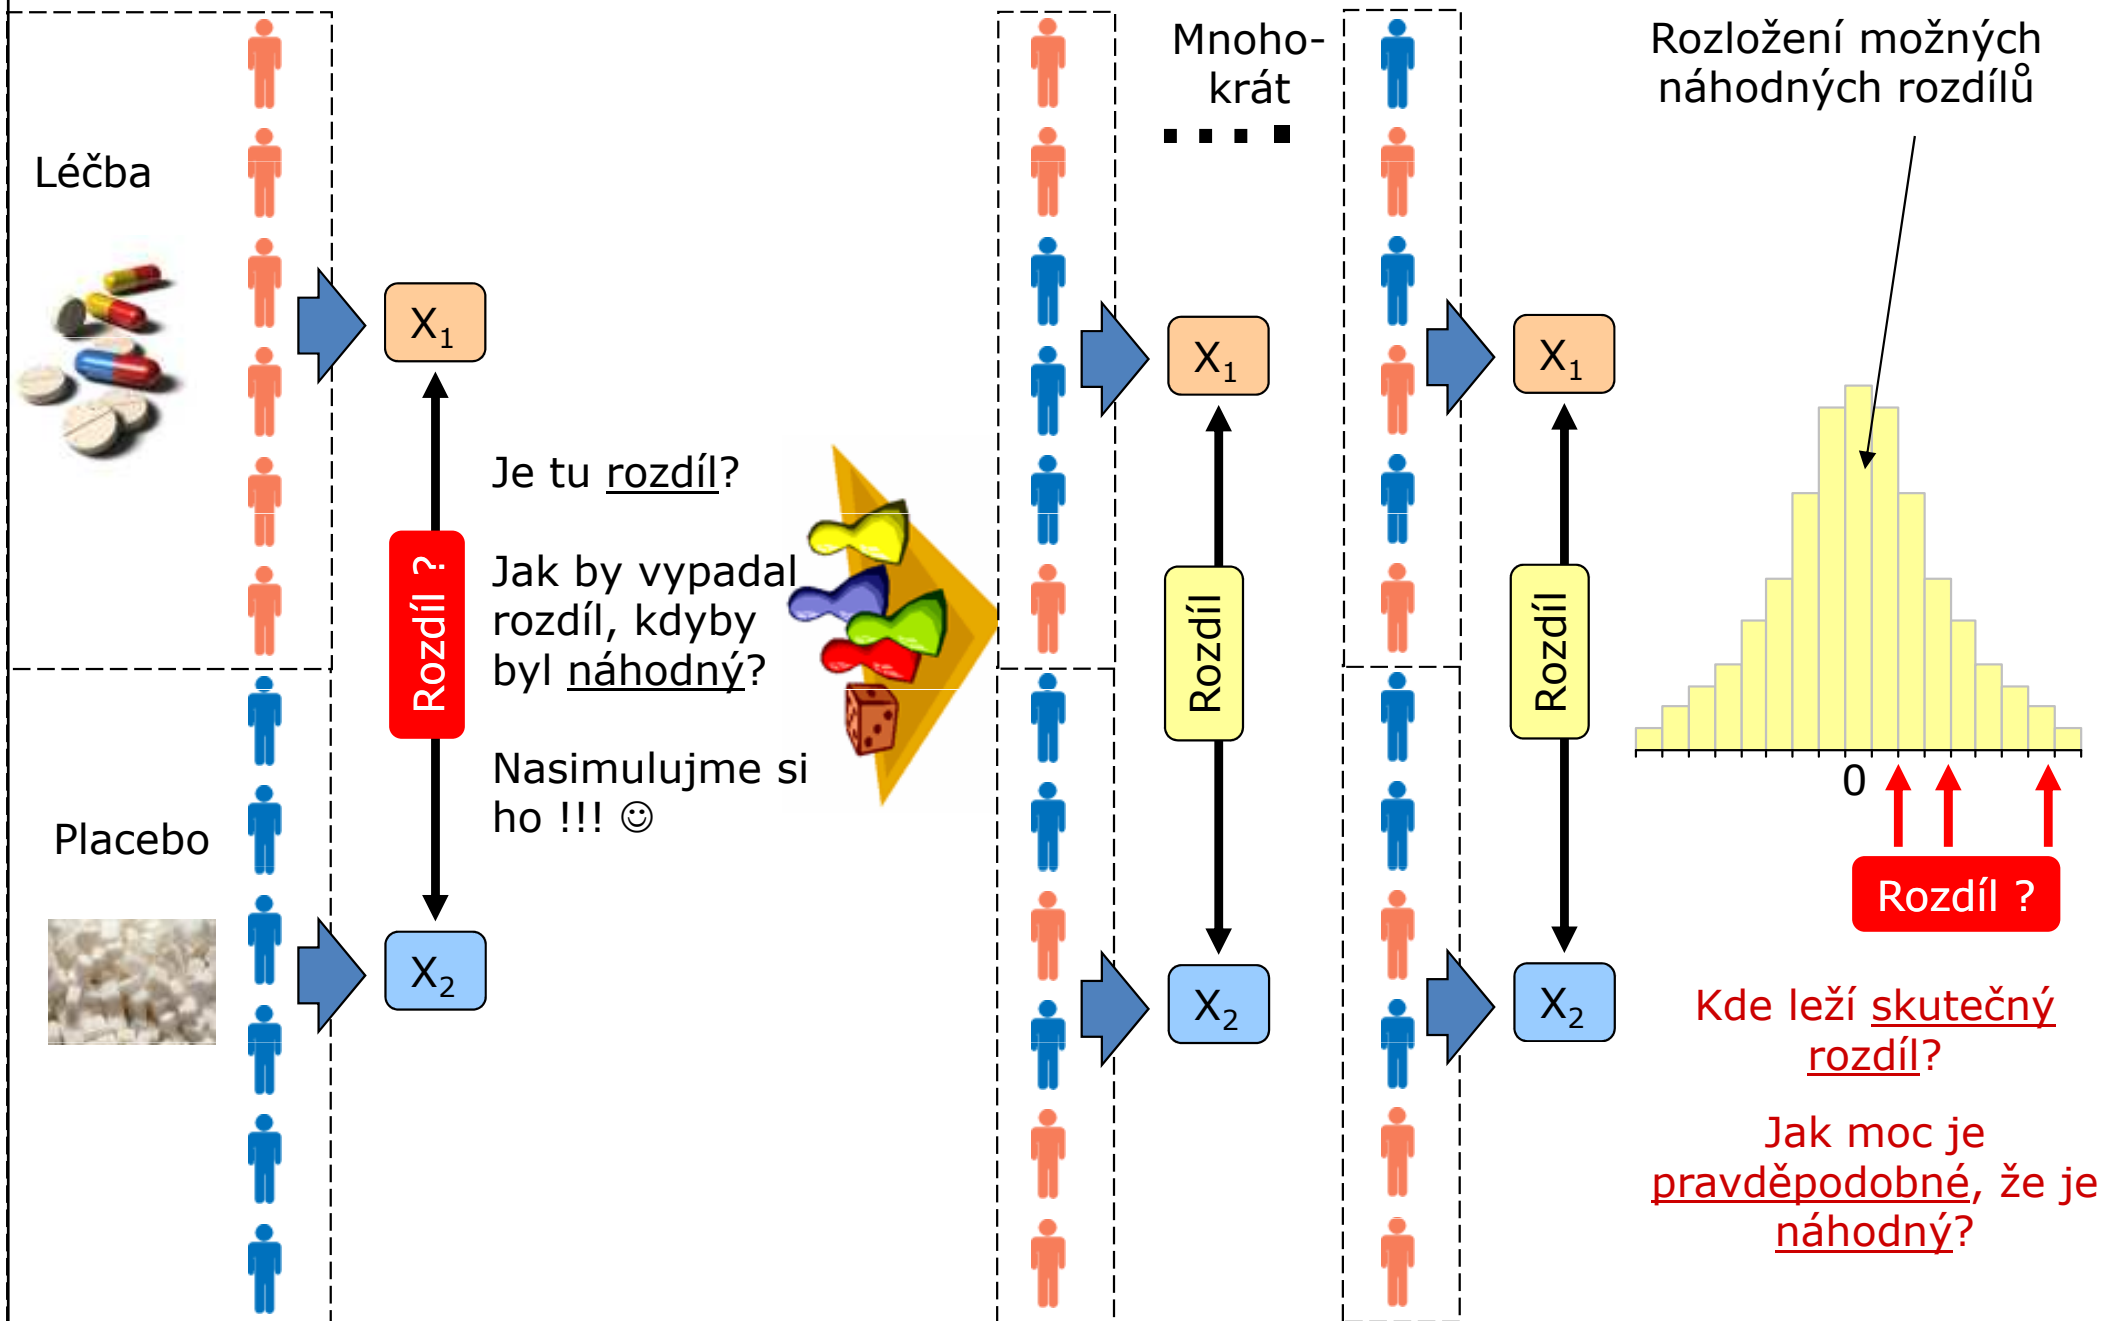 Léčba
X1
Rozdíl ?
X2
Placebo
Je tu rozdíl?
Jak by vypadal
rozdíl, kdyby
byl náhodný?
Nasimulujme si
ho !!! ☺
Mnoho-
krát
X1
Rozdíl
X2
X1
Rozdíl
X2
Rozložení možných
náhodných rozdílů
0
Rozdíl ?
Kde leží skutečný
rozdíl?
Jak moc je
pravděpodobné, že je
náhodný?